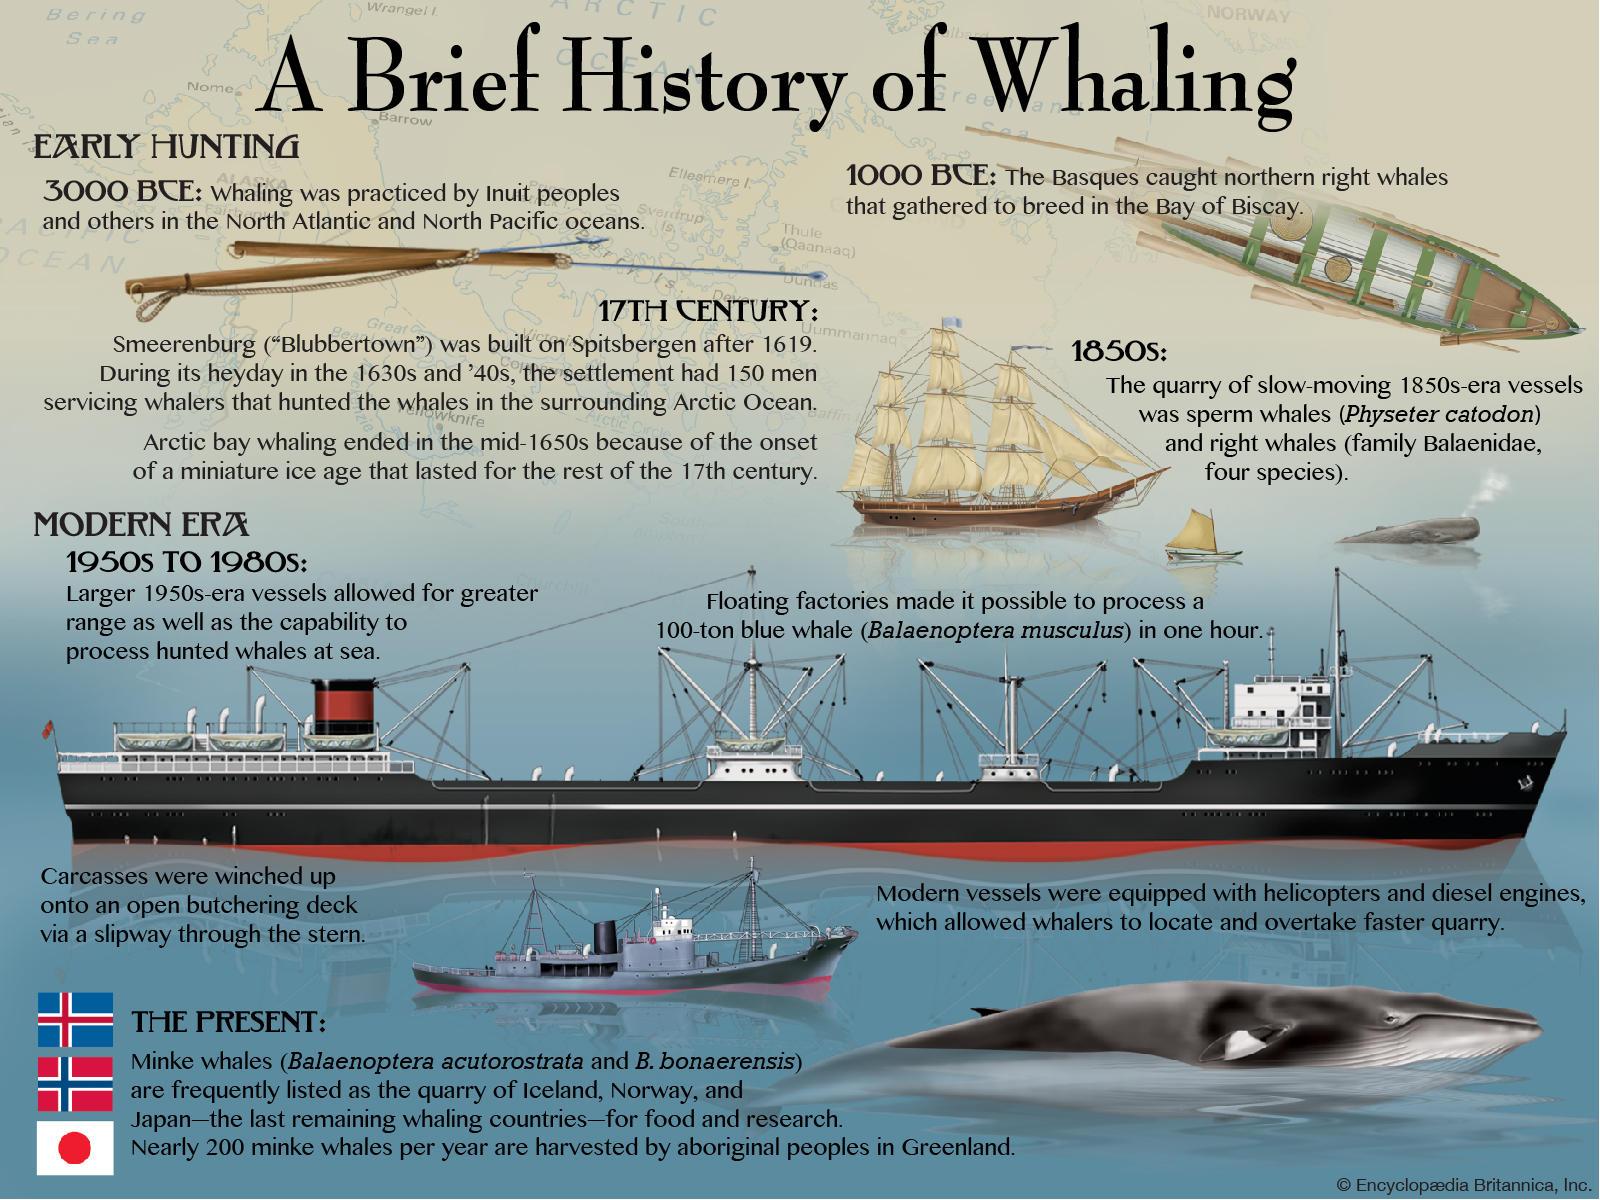 A Brief History of Whaling
EARLY HUNTING
3000 BCE: Whaling was practiced by Inuit peoples
and others in the North Atlantic and North Pacific oceans.
1000 BCE: The Basques caught northern right whales
that gathered to breed in the Bay of Biscay.
17TH CENTURY:
Smeerenburg (“Blubbertown”) was built on Spitsbergen after 1619.
During its heyday in the 1630s and ’40s, the settlement had 150 men
servicing whalers that hunted the whales in the surrounding Arctic Ocean.
Arctic bay whaling ended in the mid-1650s because of the onset
of a miniature ice age that lasted for the rest of the 17th century.
1850s:
The quarry of slow-moving 1850s-era vessels
was sperm whales (Physeter catodon)
and right whales (family Balaenidae,
four species).
MODERN ERA
1950s TO 1980s:
Larger 1950s-era vessels allowed for greater
range as well as the capability to
process hunted whales at sea.
Floating factories made it possible to process a
100-ton blue whale (Balaenoptera musculus) in one hour.
Carcasses were winched up
onto an open butchering deck
via a slipway through the stern.
Modern vessels were equipped with helicopters and diesel engines,
which allowed whalers to locate and overtake faster quarry.
THE PRESENT:
Minke whales (Balaenoptera acutorostrata and B. bonaerensis)
are frequently listed as the quarry of Iceland, Norway, and
Japan—the last remaining whaling countries—for food and research.
Nearly 200 minke whales per year are harvested by aboriginal peoples in Greenland.
© Encyclopædia Britannica, Inc.
Bering
Sea
Wrangel I.
ARCTIC
OCEAN
NORWAY
Greenland
Sea
Nome
Barrow
ALASKA
Ellesmere I.
Sverdrup
Is.
Thule
(Qaanaaq)
PACIFIC
OCEAN
Dundas
Uummannaq
Yellowknife
Arctic Circle
Churchill